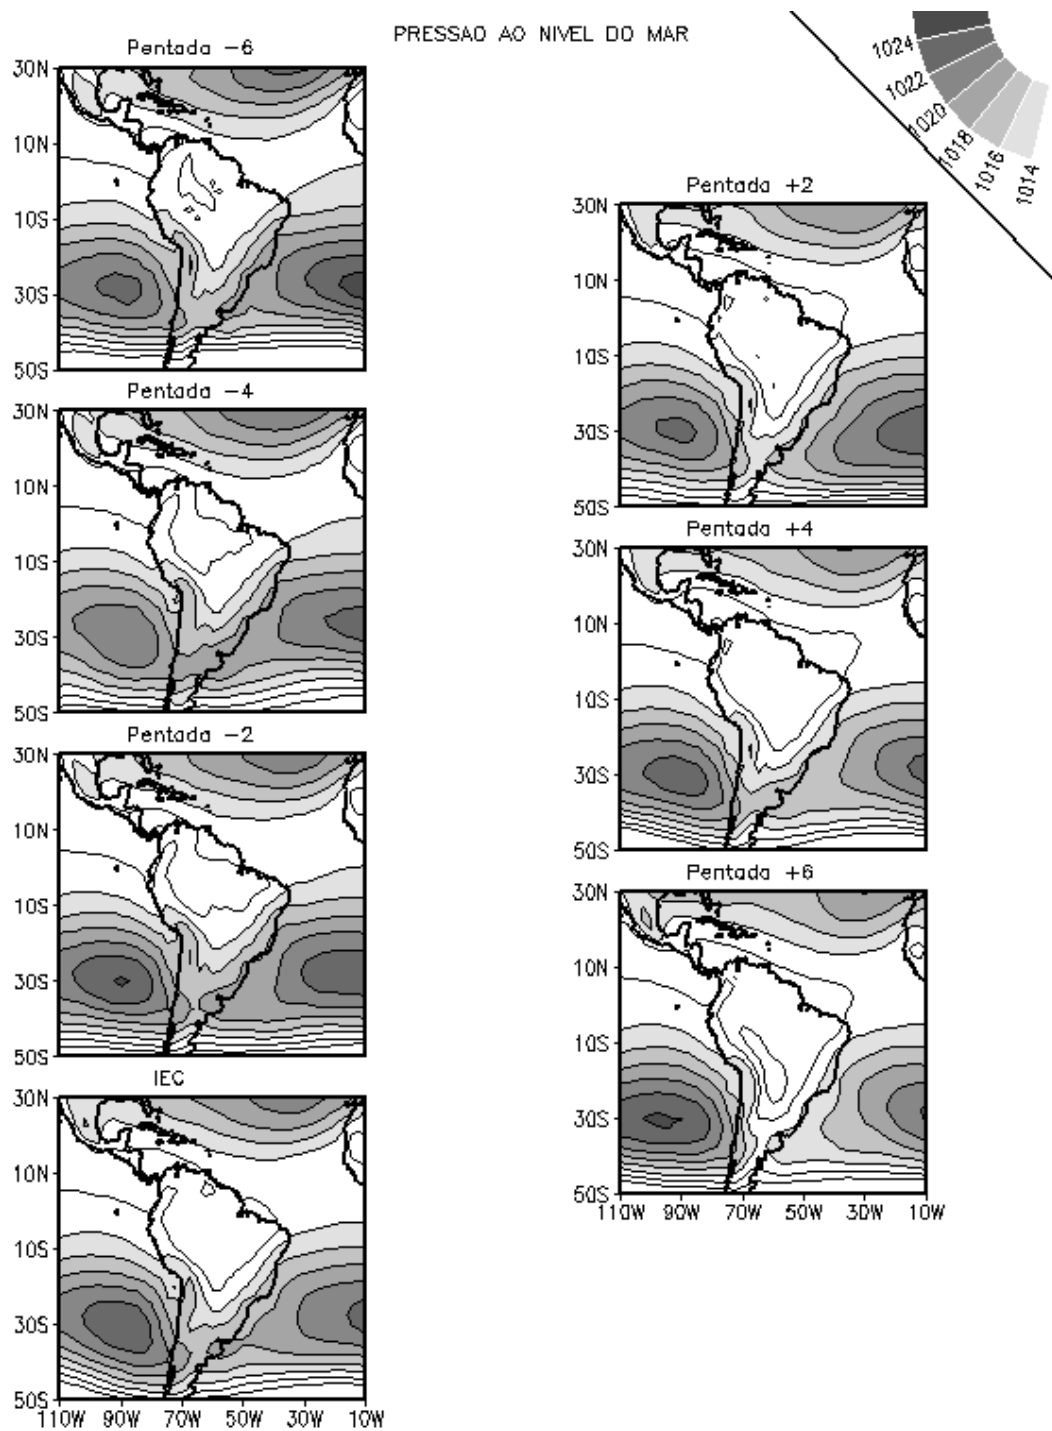 PRESSAO AO NIVEL DO MAR
1024
1022
1020
1018
1016
1014
Pentada -6
30N
10N
10S
30S
50S
Pentada -4
30N
10N
10S
30S
50S
Pentada -2
30N
10N
10S
30S
50S
IEC
30N
10N
10S
30S
50S
110W 90W 70W 50W 30W 10W
Pentada +2
30N
10N
10S
30S
50S
Pentada +4
30N
10N
10S
30S
50S
Pentada +6
30N
10N
10S
30S
50S
110W 90W 70W 50W 30W 10W